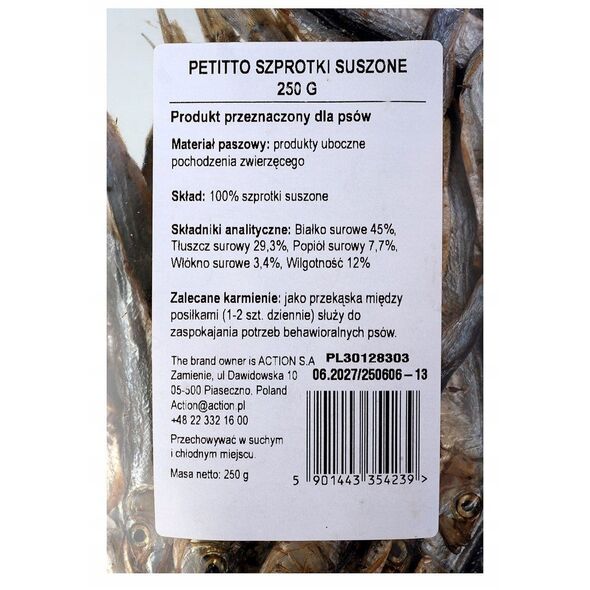 PETITTO SZPROTKI SUSZONE
250 G
Produkt przeznaczony dla psów
Materiał paszowy: produkty uboczne
pochodzenia zwierzęcego
Skład: 100% szprotki suszone
Składniki analityczne: Białko surowe 45%,
Tłuszcz surowy 29,3%, Popiół surowy 7,7%,
Włókno surowe 3,4%, Wilgotność 12%
Zalecane karmienie: jako przekąska między
posiłkami (1-2 szt. dziennie) służy do
zaspokajania potrzeb behawioralnych psów.
The brand owner is ACTION S.A
Zamienie, ul Dawidowska 10
05-500 Piaseczno, Poland
Action@action.pl
+48 22 332 16 00
PL30128303
06.2027/250606-13
Przechowywać w suchym
i chłodnym miejscu.
Masa netto: 250 g
5 901443 354239 >